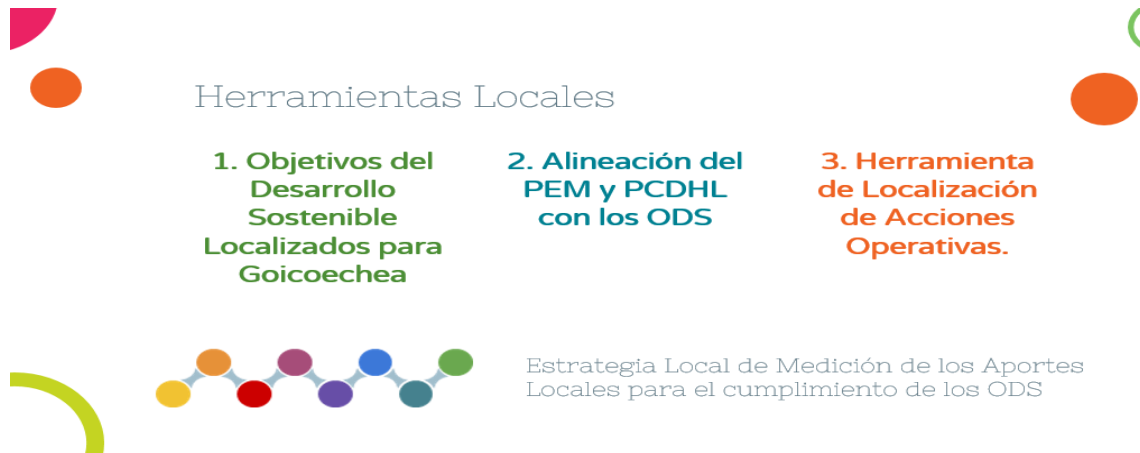 Herramientas Locales
1. Objetivos del
Desarrollo
Sostenible
Localizados para
Goicoechea
2. Alineación del
PEM y PCDHL
con los ODS
3. Herramienta
de Localización
de Acciones
Operativas.
Estrategia Local de Medición de los Aportes
Locales para el cumplimiento de los ODS